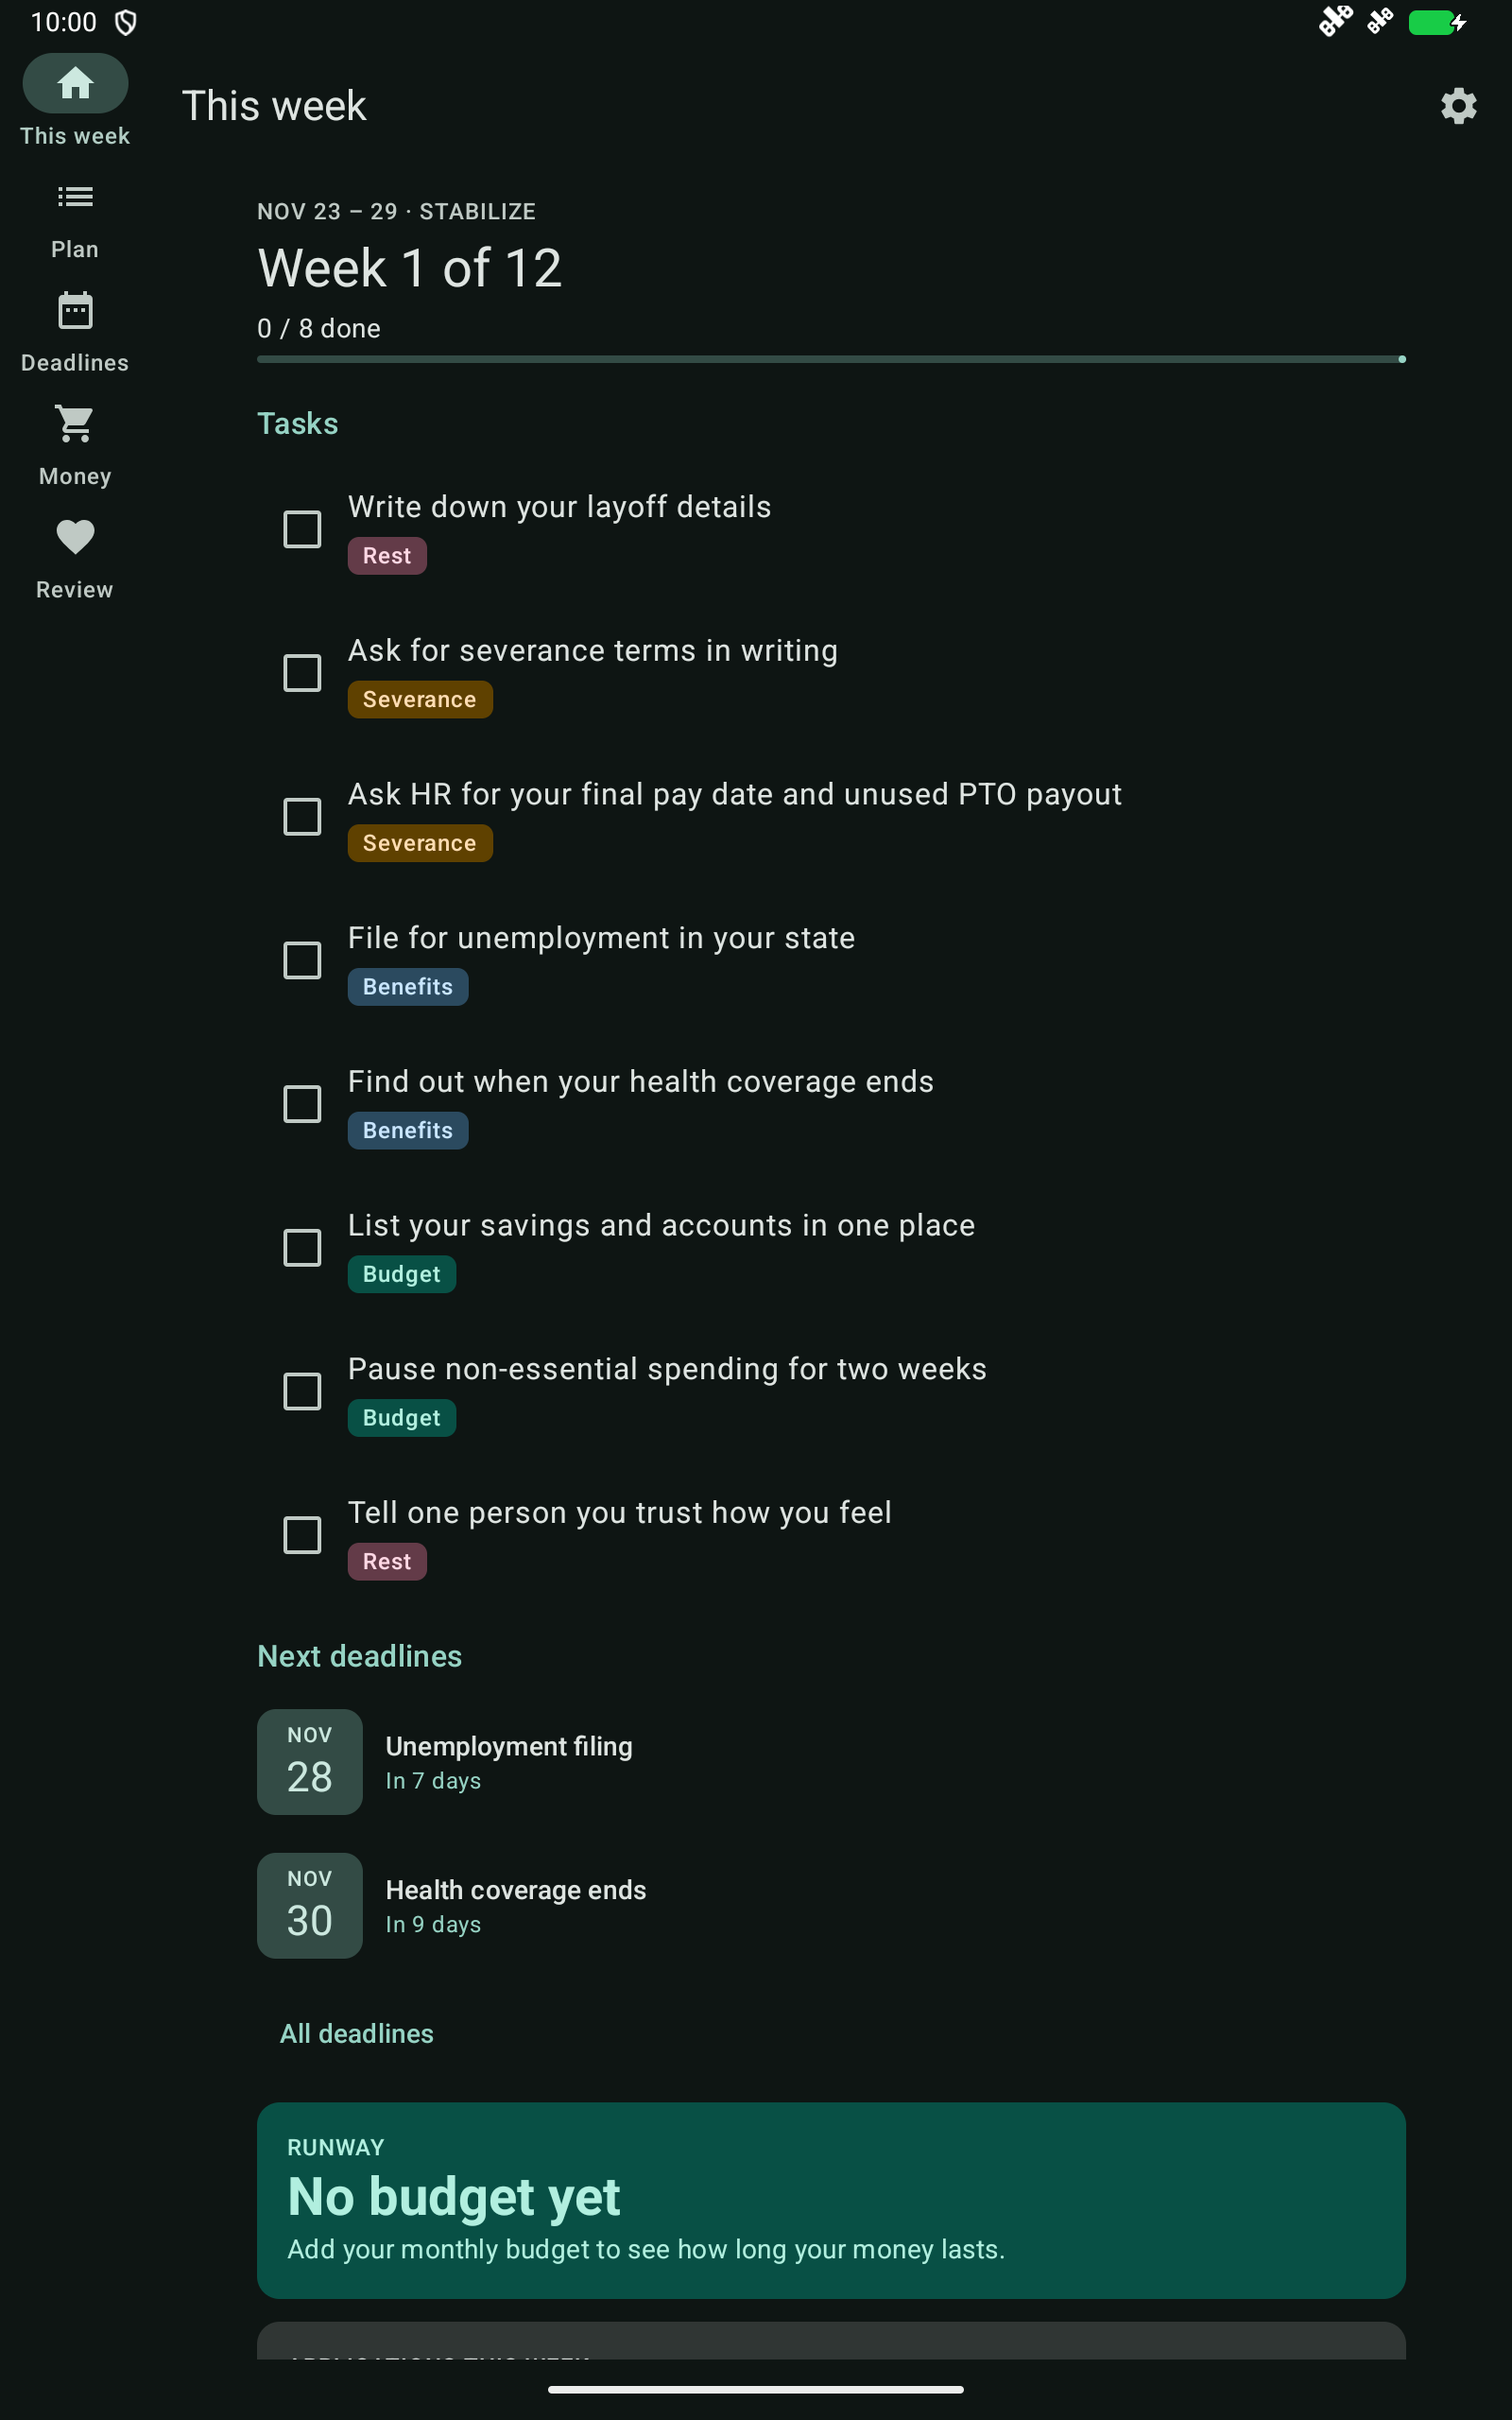 10:00
This week
This week
Plan
Deadlines
Money
Review
NOV 23 – 29 · STABILIZE
Week 1 of 12
0 / 8 done
Tasks
Write down your layoff details
Rest
Ask for severance terms in writing
Severance
Ask HR for your final pay date and unused PTO payout
Severance
File for unemployment in your state
Benefits
Find out when your health coverage ends
Benefits
List your savings and accounts in one place
Budget
Pause non-essential spending for two weeks
Budget
Tell one person you trust how you feel
Rest
Next deadlines
NOV
28
Unemployment filing
In 7 days
NOV
30
Health coverage ends
In 9 days
All deadlines
RUNWAY
No budget yet
Add your monthly budget to see how long your money lasts.